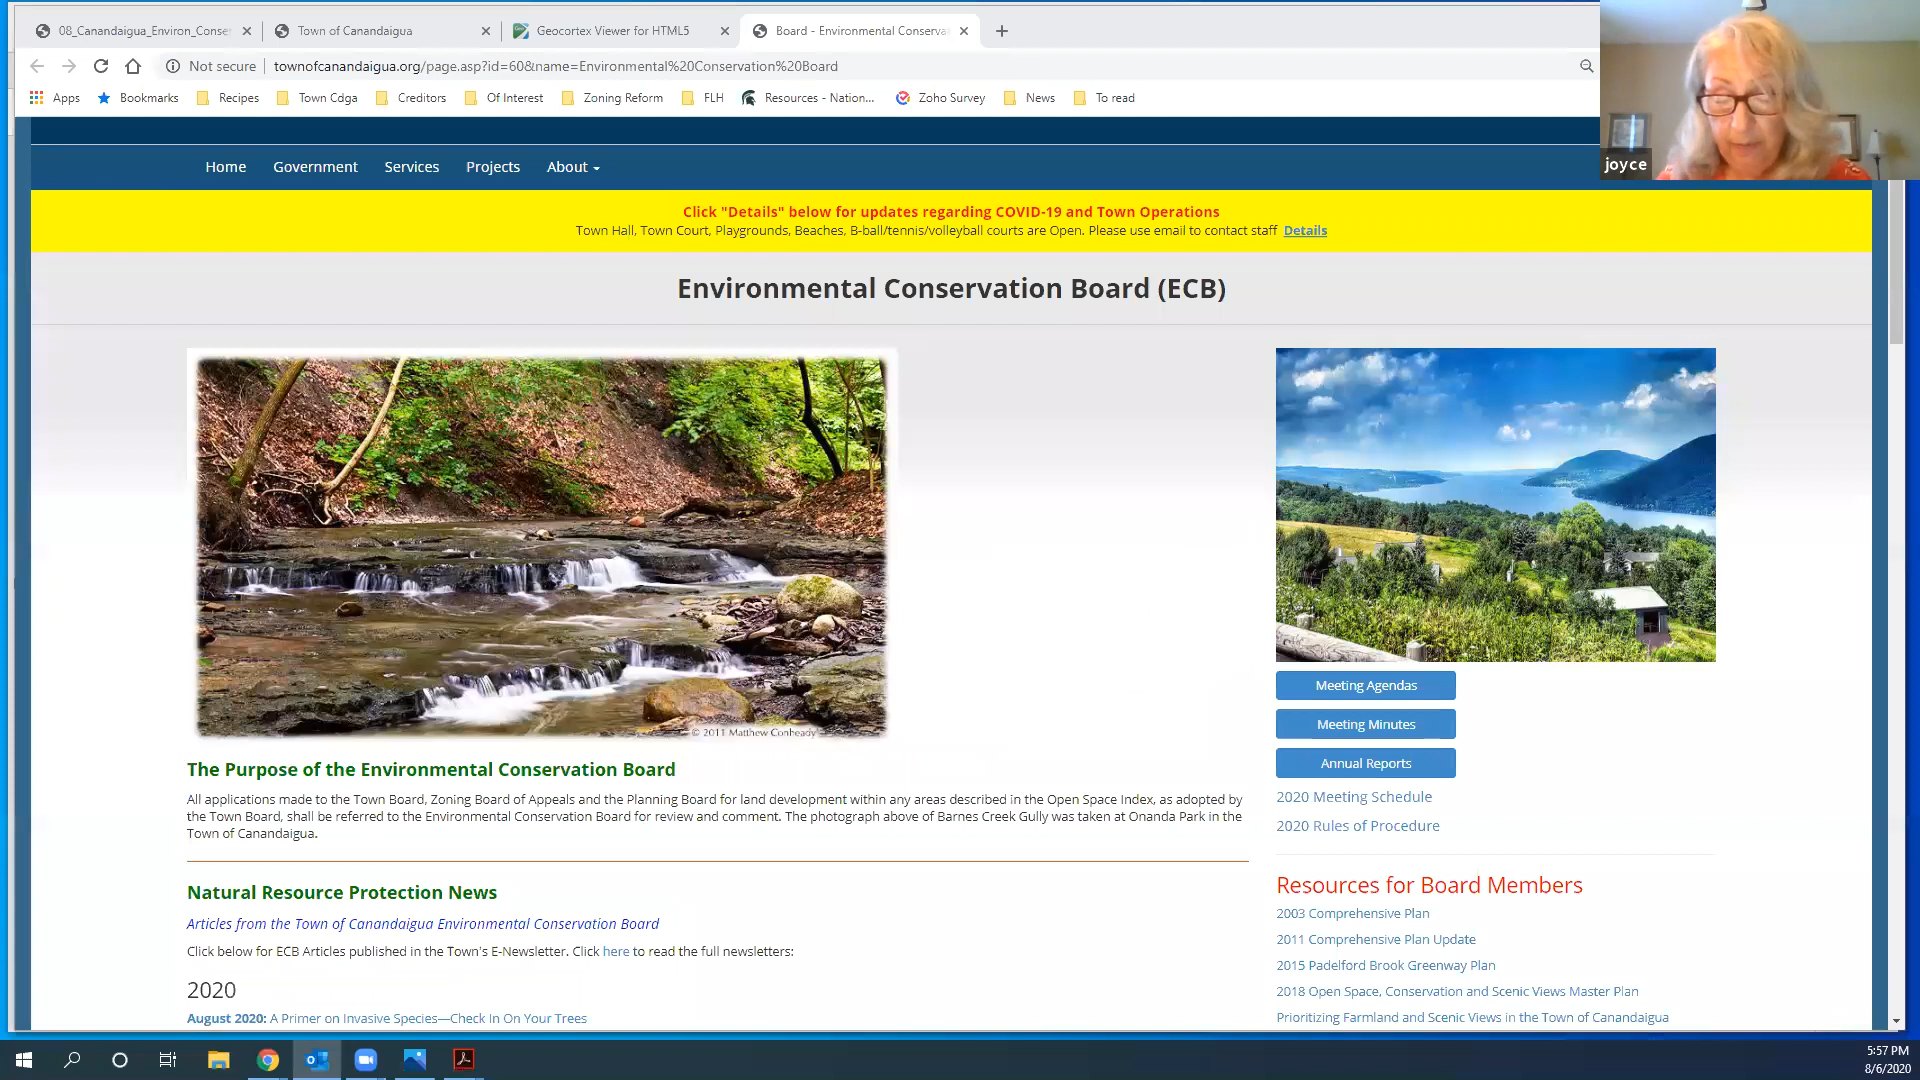 08_Canandaigua_Environ_Conse
Town of Canandaigua
Geocortex Viewer for HTML5
Board - Environmental Conserva
Not secure
townofcanandaigua.org/page.asp?id=60&name=Environmental%20Conservation%20Board
Apps
Bookmarks
Recipes
Town Cdga
Creditors
Of Interest
Zoning Reform
FLH
Resources - Nation...
Zoho Survey
News
To read
joyce
Home
Government
Services
Projects
About
Click "Details" below for updates regarding COVID-19 and Town Operations
Town Hall, Town Court, Playgrounds, Beaches, B-ball/tennis/volleyball courts are Open. Please use email to contact staff Details
Environmental Conservation Board (ECB)
© 2011 Matthew Conheady
The Purpose of the Environmental Conservation Board
All applications made to the Town Board, Zoning Board of Appeals and the Planning Board for land development within any areas described in the Open Space Index, as adopted by
the Town Board, shall be referred to the Environmental Conservation Board for review and comment. The photograph above of Barnes Creek Gully was taken at Onanda Park in the
Town of Canandaigua.
Natural Resource Protection News
Articles from the Town of Canandaigua Environmental Conservation Board
Click below for ECB Articles published in the Town's E-Newsletter. Click here to read the full newsletters:
2020
August 2020: A Primer on Invasive Species—Check In On Your Trees
Meeting Agendas
Meeting Minutes
Annual Reports
2020 Meeting Schedule
2020 Rules of Procedure
Resources for Board Members
2003 Comprehensive Plan
2011 Comprehensive Plan Update
2015 Padelford Brook Greenway Plan
2018 Open Space, Conservation and Scenic Views Master Plan
Prioritizing Farmland and Scenic Views in the Town of Canandaigua
5:57 PM
8/6/2020